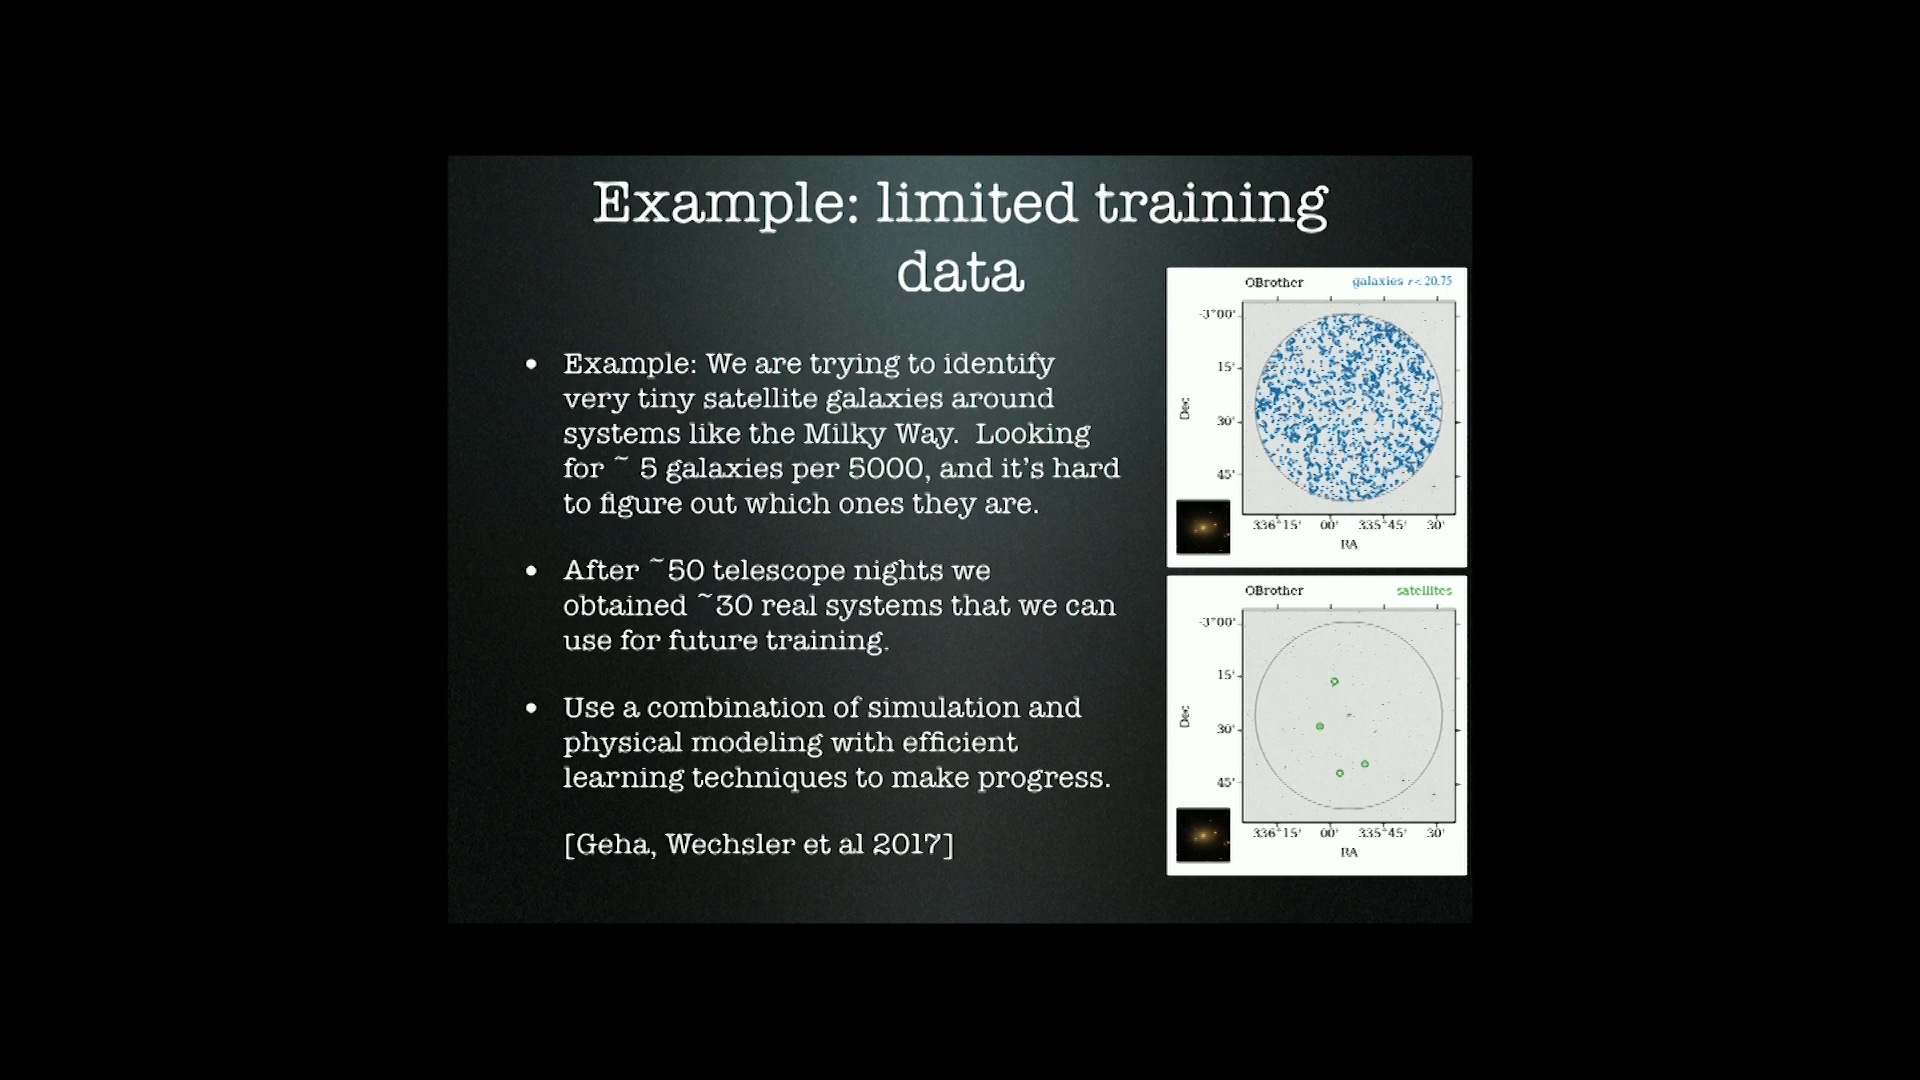 Example: limited training
data
• Example: We are trying to identify
very tiny satellite galaxies around
systems like the Milky Way.  Looking
for ~ 5 galaxies per 5000, and it's hard
to figure out which ones they are.
• After ~50 telescope nights we
obtained ~30 real systems that we can
use for future training.
• Use a combination of simulation and
physical modeling with efficient
learning techniques to make progress.
[Geha, Wechsler et al 2017]
OBrother galaxies r < 20.75
-3°00'
15'
Dec
30'
45'
336°15' 00' 335°45' 30'
RA
OBrother satellites
-3°00'
15'
Dec
30'
45'
336°15' 00' 335°45' 30'
RA